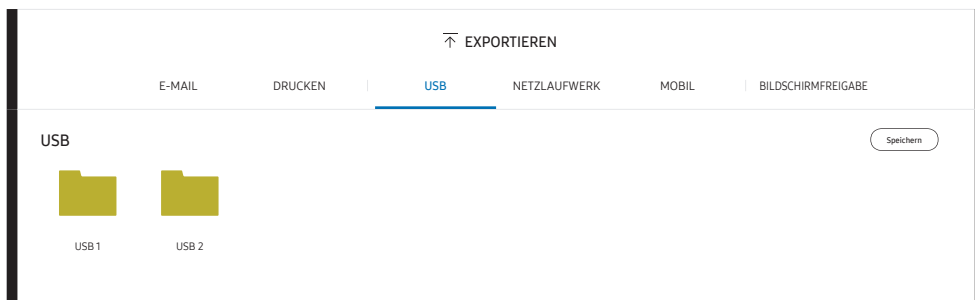 EXPORTIEREN
E-MAIL DRUCKEN USB NETZLAUFWERK MOBIL BILDSCHIRMFREIGABE
USB
Speichern
USB 1 USB 2